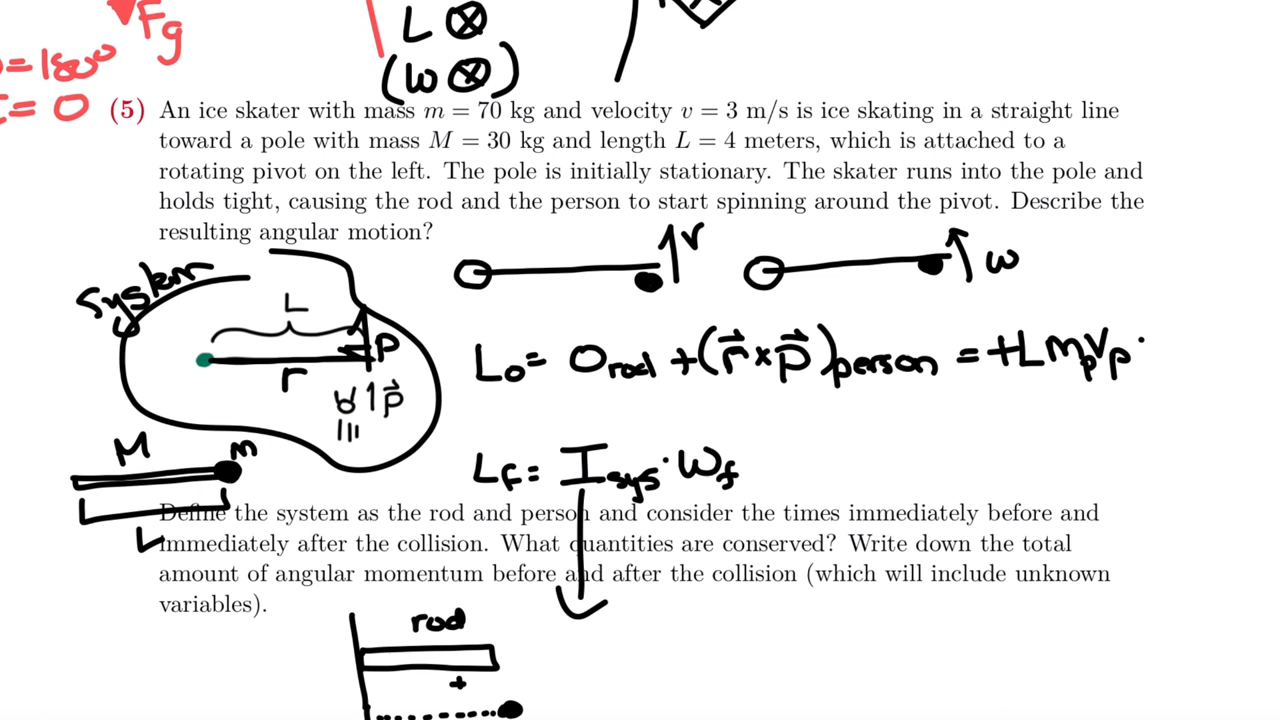 Fg
L ⊗
= 180°
(ω ⊗)
= 0
(5) An ice skater with mass m = 70 kg and velocity v = 3 m/s is ice skating in a straight line
toward a pole with mass M = 30 kg and length L = 4 meters, which is attached to a
rotating pivot on the left. The pole is initially stationary. The skater runs into the pole and
holds tight, causing the rod and the person to start spinning around the pivot. Describe the
resulting angular motion?
System
L
v
ω
P
r
L₀ = 0rod + (r⃗ × p⃗)person = +L mₚvₚ ·
p⃗
M
m
L
Lf = Isys · ωf
Define the system as the rod and person and consider the times immediately before and
immediately after the collision. What quantities are conserved? Write down the total
amount of angular momentum before and after the collision (which will include unknown
variables).
rod
+